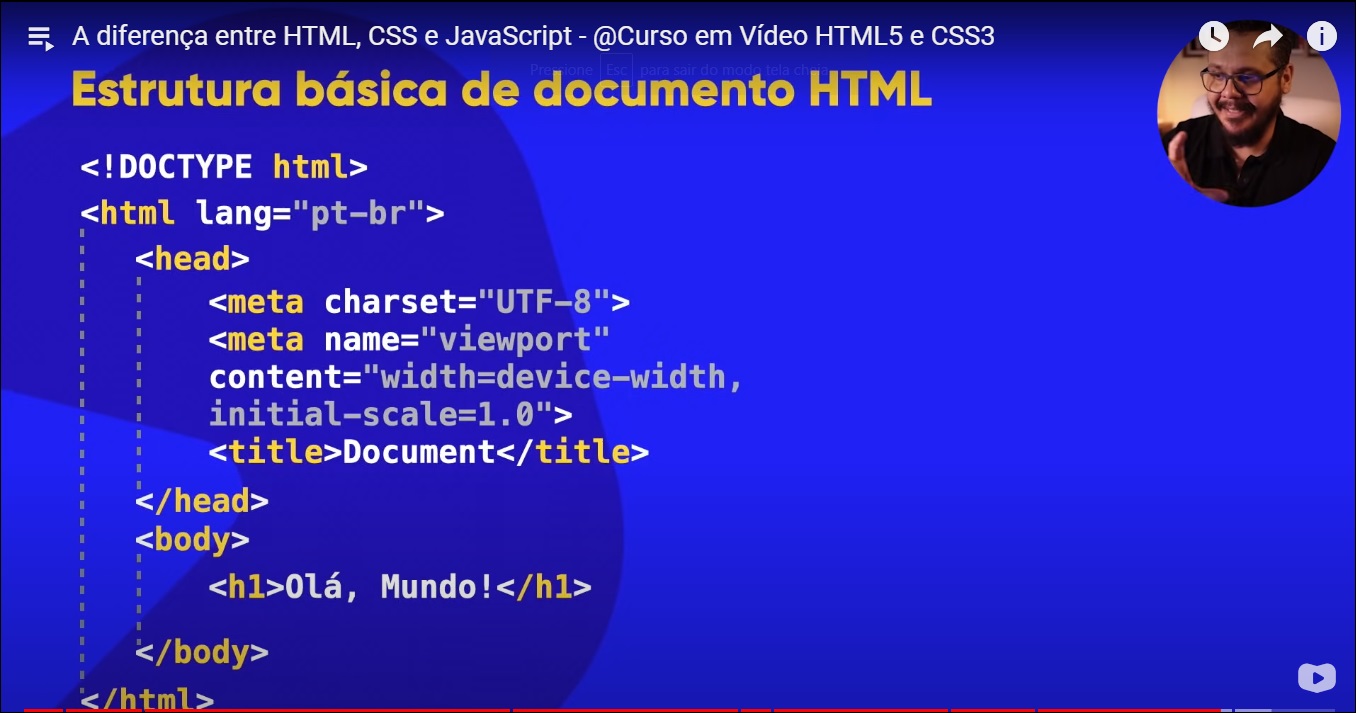 A diferença entre HTML, CSS e JavaScript - @Curso em Vídeo HTML5 e CSS3
Pressione Esc para sair do modo tela cheia
Estrutura básica de documento HTML
<!DOCTYPE html>
<html lang="pt-br">
<head>
<meta charset="UTF-8">
<meta name="viewport"
content="width=device-width,
initial-scale=1.0">
<title>Document</title>
</head>
<body>
<h1>Olá, Mundo!</h1>
</body>
</html>